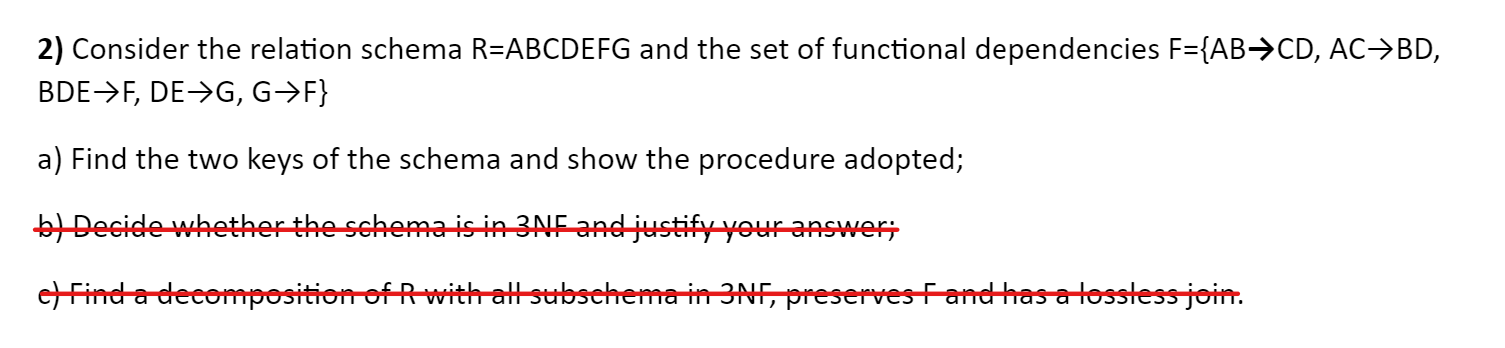 2) Consider the relation schema R=ABCDEFG and the set of functional dependencies F={AB→CD, AC→BD,
BDE→F, DE→G, G→F}
a) Find the two keys of the schema and show the procedure adopted;
b) Decide whether the schema is in 3NF and justify your answer;
c) Find a decomposition of R with all subschema in 3NF, preserves F and has a lossless join.